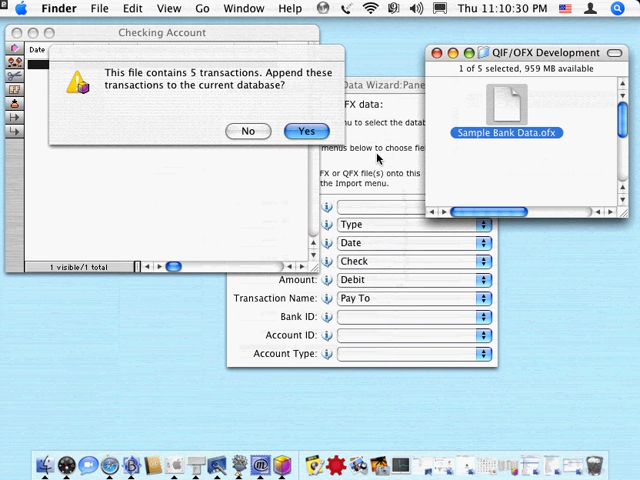 Finder File Edit View Go Window Help Thu 11:10:30 PM
Checking Account
Date
This file contains 5 transactions. Append these
transactions to the current database?
No Yes
1 visible/1 total
QIF/OFX Development
1 of 5 selected, 959 MB available
Sample Bank Data.ofx
Data Wizard:Pane
FX data:
nu to select the datab
menus below to choose fie
FX or QFX file(s) onto this
the Import menu.
Type
Date
Check
Amount: Debit
Transaction Name: Pay To
Bank ID:
Account ID:
Account Type: